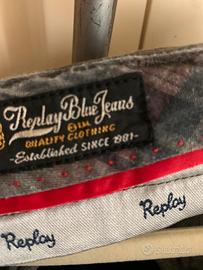 Replay Blue Jeans
QUALITY CLOTHING
-Established SINCE 1981-
Replay
Replay